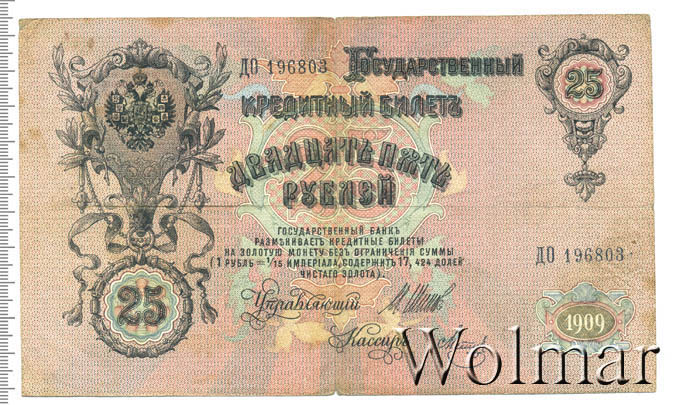 ДО 196803 Государственный 25
Кредитный Билетъ
Двадцать пять
рублей
ГОСУДАРСТВЕННЫЙ БАНКЪ
РАЗМѢНИВАЕТЪ КРЕДИТНЫЕ БИЛЕТЫ
НА ЗОЛОТУЮ МОНЕТУ БЕЗЪ ОГРАНИЧЕНІЯ СУММЫ
(1 РУБЛЬ = 1/15 ИМПЕРІАЛА, СОДЕРЖИТЪ 17,424 ДОЛЕЙ
ЧИСТАГО ЗОЛОТА).
ДО 196803
25
Управляющій
1909
Кассиръ
Wolmar